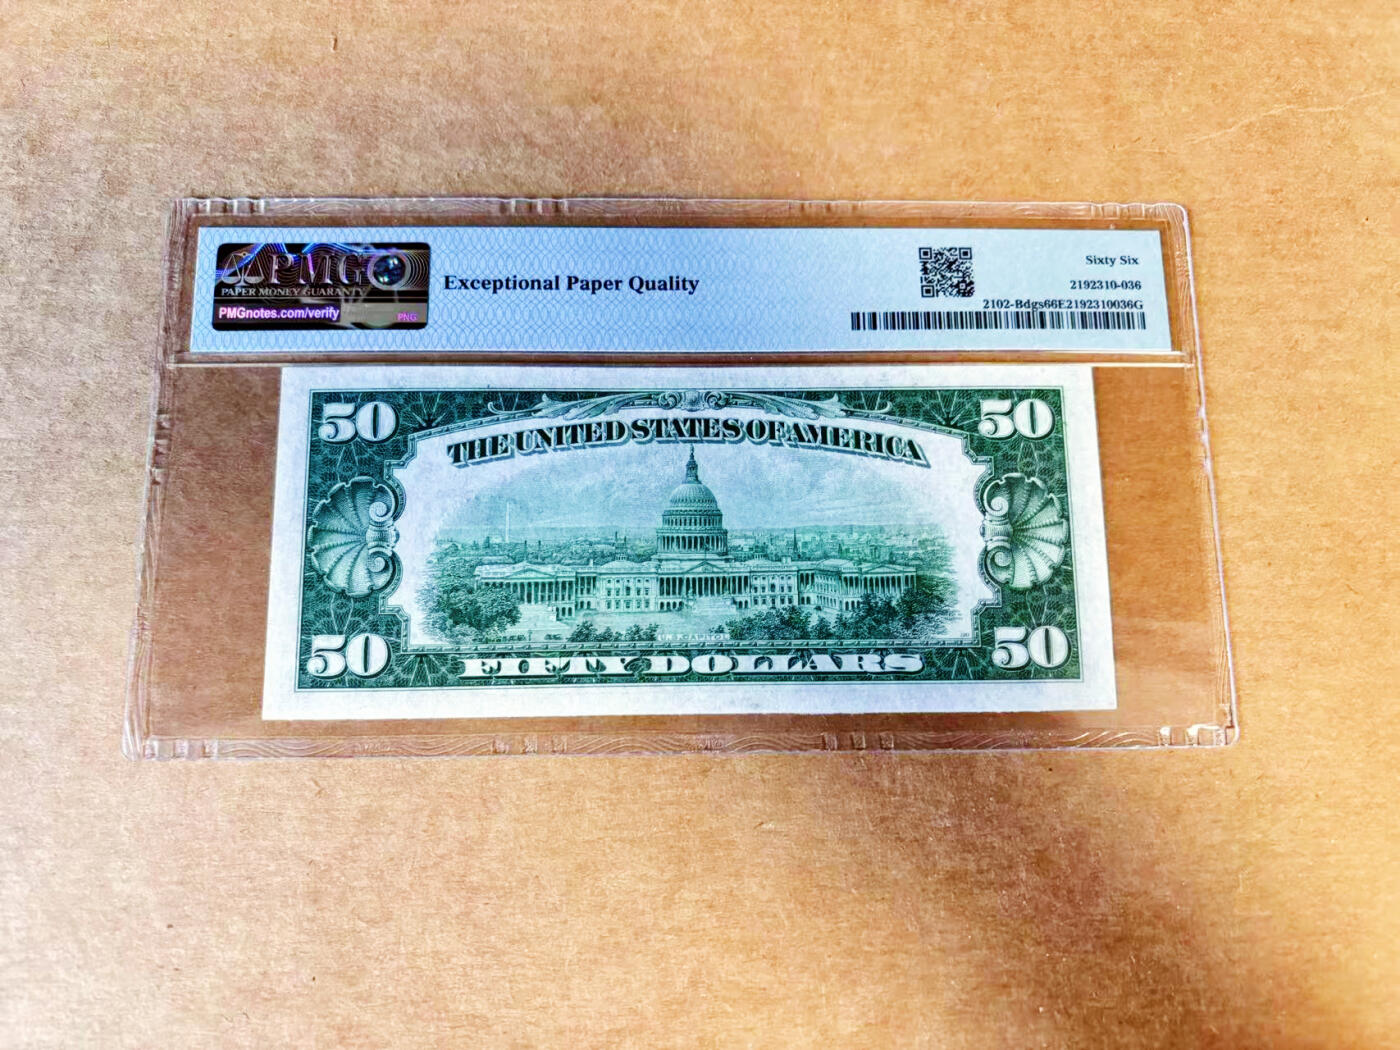 PMG
PAPER MONEY GUARANTY
PMGnotes.com/verify
PNG
Exceptional Paper Quality
Sixty Six
2192310-036
2102-Bdgs66E2192310036G
50 50
THE UNITED STATES OF AMERICA
U.S. CAPITOL
50 50
FIFTY DOLLARS